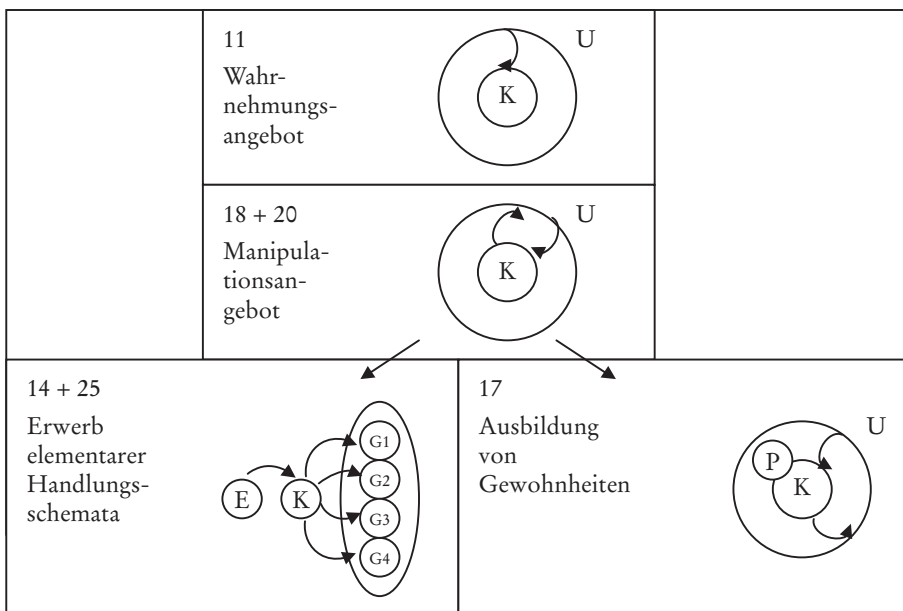 11
Wahr-
nehmungs-
angebot
U
K
18 + 20
Manipula-
tionsan-
gebot
U
K
14 + 25
Erwerb
elementarer
Handlungs-
schemata
E
K
G1
G2
G3
G4
17
Ausbildung
von
Gewohnheiten
U
P
K